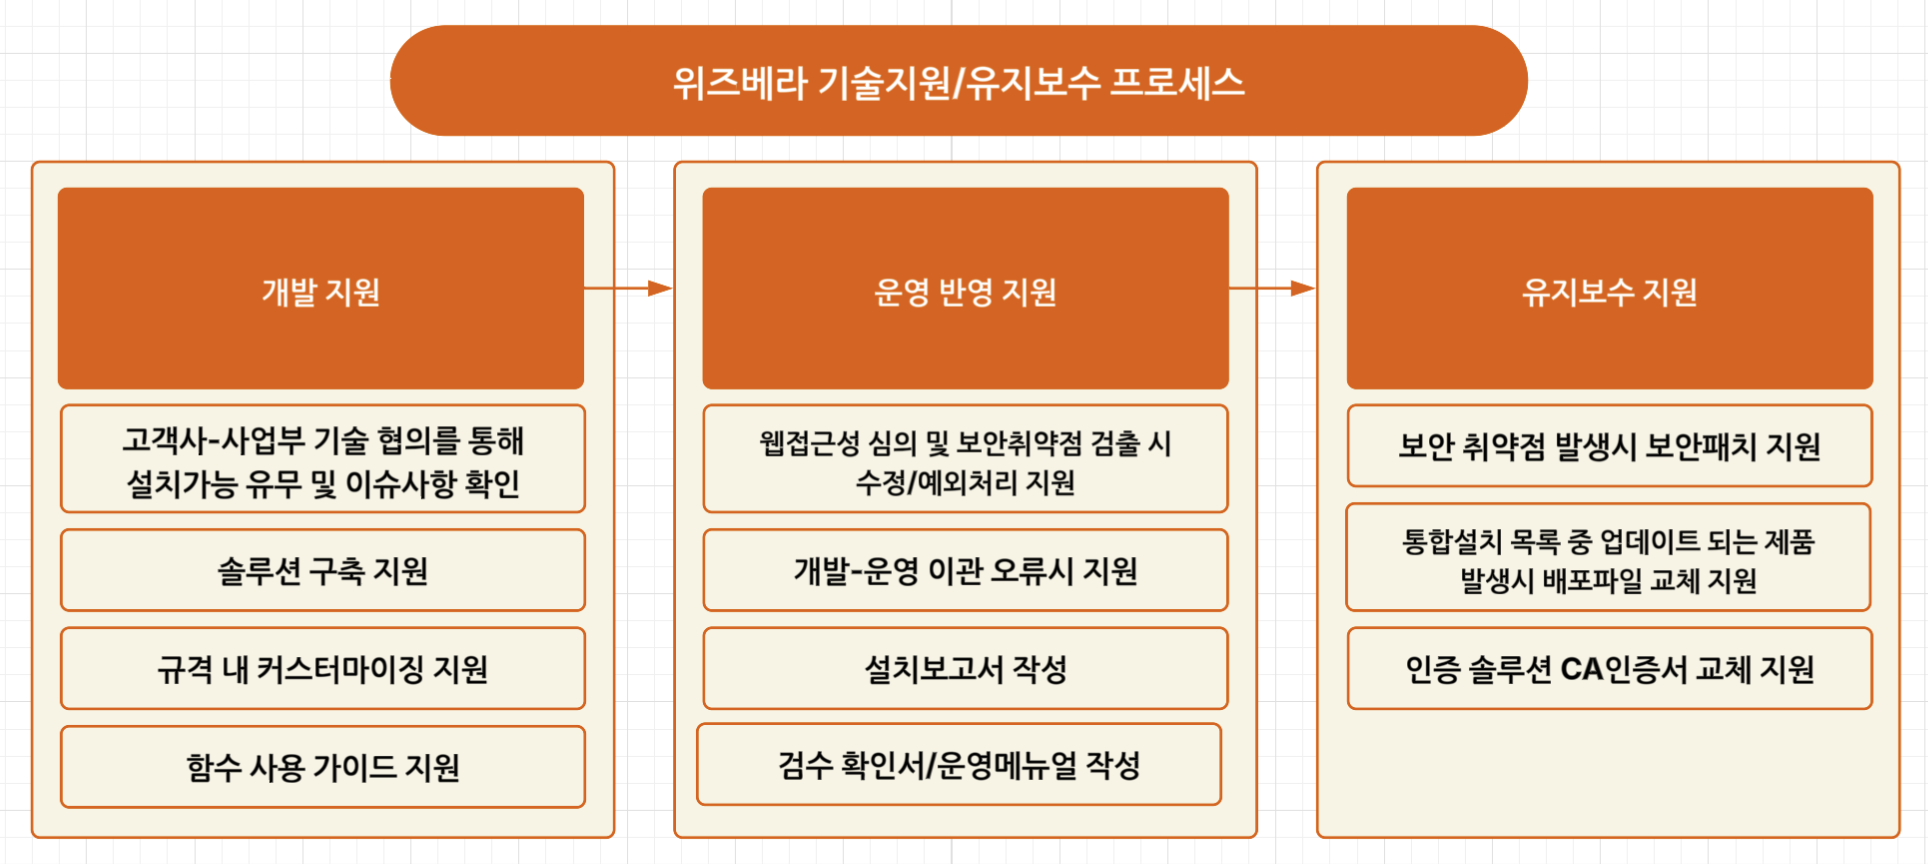 위즈베라 기술지원/유지보수 프로세스
개발 지원
고객사-사업부 기술 협의를 통해
설치가능 유무 및 이슈사항 확인
솔루션 구축 지원
규격 내 커스터마이징 지원
함수 사용 가이드 지원
운영 반영 지원
웹접근성 심의 및 보안취약점 검출 시
수정/예외처리 지원
개발-운영 이관 오류시 지원
설치보고서 작성
검수 확인서/운영메뉴얼 작성
유지보수 지원
보안 취약점 발생시 보안패치 지원
통합설치 목록 중 업데이트 되는 제품
발생시 배포파일 교체 지원
인증 솔루션 CA인증서 교체 지원